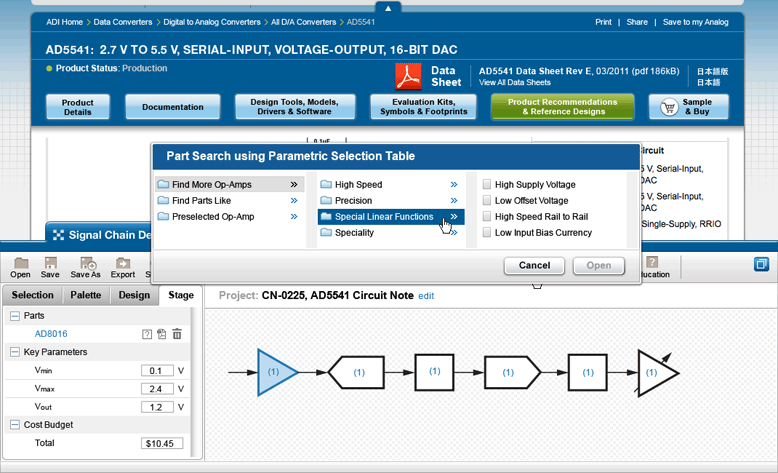 ADI Home > Data Converters > Digital to Analog Converters > All D/A Converters > AD5541
Print | Share | Save to my Analog
AD5541: 2.7 V TO 5.5 V, SERIAL-INPUT, VOLTAGE-OUTPUT, 16-BIT DAC
Product Status: Production
Data Sheet
AD5541 Data Sheet Rev E, 03/2011 (pdf 186kB)
View All Data Sheets
日本語版
日本語
Product Details
Documentation
Design Tools, Models, Drivers & Software
Evaluation Kits, Symbols & Footprints
Product Recommendations & Reference Designs
Sample & Buy
0.1uF
Circuit
5 V, Serial-Input,
DAC
5 V, Serial-Input,
DAC
Single-Supply, RRIO
Signal Chain De
Part Search using Parametric Selection Table
Find More Op-Amps »
Find Parts Like »
Preselected Op-Amp »
High Speed »
Precision »
Special Linear Functions »
Speciality »
High Supply Voltage
Low Offset Voltage
High Speed Rail to Rail
Low Input Bias Currency
Cancel
Open
Open
Save
Save As
Export
S
ducation
Selection
Palette
Design
Stage
Project: CN-0225, AD5541 Circuit Note edit
Parts
AD8016
Key Parameters
Vmin 0.1 V
Vmax 2.4 V
Vout 1.2 V
Cost Budget
Total $10.45
(1)
(1)
(1)
(1)
(1)
(1)